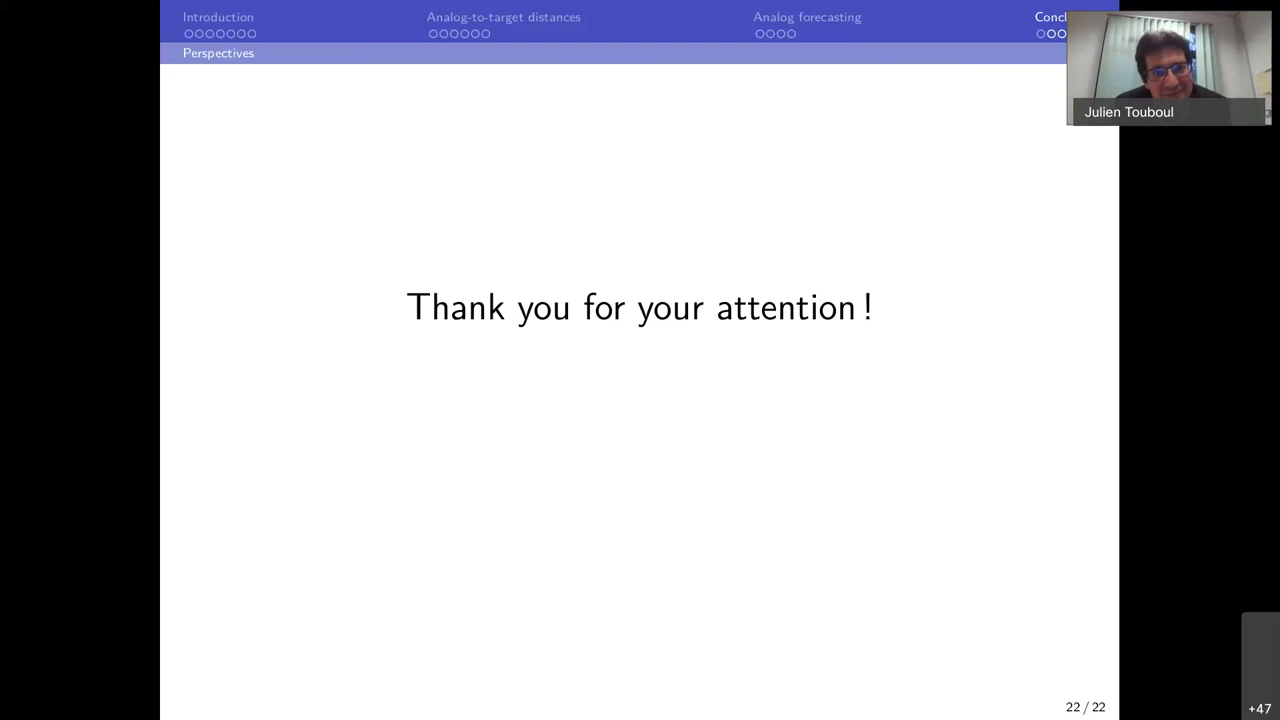 Introduction
Analog-to-target distances
Analog forecasting
Concl
Perspectives
Julien Touboul
Thank you for your attention !
22 / 22
+47